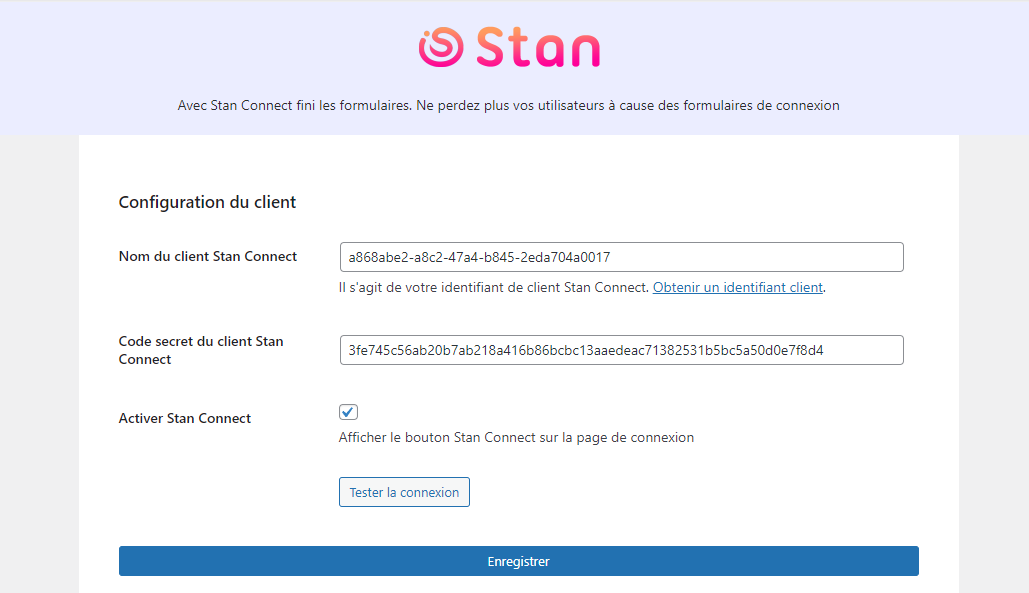 Stan
Avec Stan Connect fini les formulaires. Ne perdez plus vos utilisateurs à cause des formulaires de connexion
Configuration du client
Nom du client Stan Connect
a868abe2-a8c2-47a4-b845-2eda704a0017
Il s'agit de votre identifiant de client Stan Connect. Obtenir un identifiant client.
Code secret du client Stan
Connect
3fe745c56ab20b7ab218a416b86bcbc13aaedeac71382531b5bc5a50d0e7f8d4
Activer Stan Connect
Afficher le bouton Stan Connect sur la page de connexion
Tester la connexion
Enregistrer